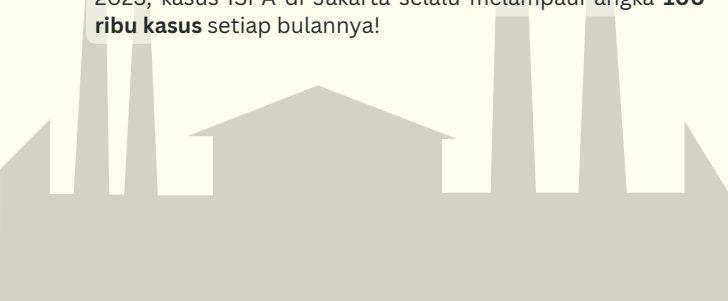 2023, kasus ISPA di Jakarta selalu melampaui angka 100
ribu kasus setiap bulannya!